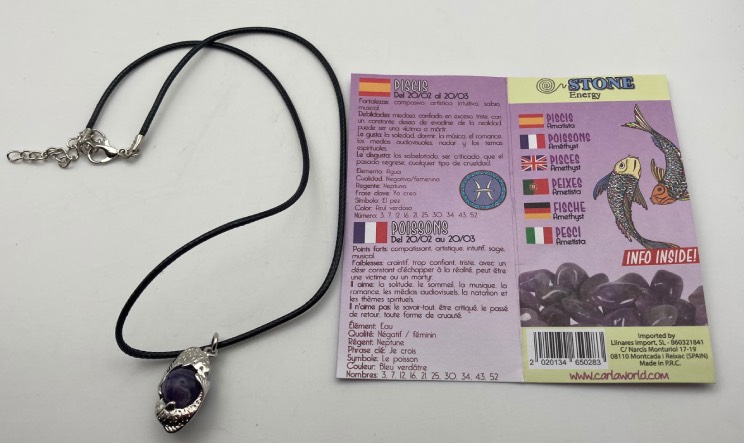 PISCIS
Del 20/02 al 20/03
Fortalezas: compasivo, artístico, intuitivo, sabio,
musical.
Debilidades: miedoso, confiado en exceso, triste, con
un constante deseo de evadirse de la realidad,
puede ser una víctima o mártir.
Le gusta: la soledad, dormir, la música, el romance,
los medios audiovisuales, nadar y los temas
espirituales.
Le disgusta: los sabelotodo, ser criticado, que el
pasado regrese, cualquier tipo de crueldad.
Elemento: Agua
Cualidad: Negativo/femenino
Regente: Neptuno
Frase clave: Yo creo
Símbolo: El pez
Color: Azul verdoso
Número: 3, 7, 12, 16, 21, 25, 30, 34, 43, 52
POISSONS
Del 20/02 au 20/03
Points forts: compatissant, artistique, intuitif, sage,
musical.
Faiblesses: craintif, trop confiant, triste, avec un
désir constant d'échapper à la réalité, peut être
une victime ou un martyr.
Il aime: la solitude, le sommeil, la musique, la
romance, les médias audiovisuels, la natation et
les thèmes spirituels.
Il n'aime pas: le savoir-tout, être critiqué, le passé
de retour, toute forme de cruauté.
Élément: Eau
Qualité: Négatif / féminin
Régent: Neptune
Phrase clé: Je crois
Symbole: Le poisson
Couleur: Bleu verdâtre
Nombres: 3, 7, 12, 16, 21, 25, 30, 34, 43, 52
STONE
Energy
PISCIS
Amatista
POISSONS
Améthyst
PISCES
Amethyst
PEIXES
Ametista
FISCHE
Amethyst
PESCI
Ametista
INFO INSIDE!
2 020134 650283
Imported by
Llinares Import, SL - B60321841
C/ Narcís Monturiol 17-19
08110 Montcada i Reixac (SPAIN)
Made in P.R.C.
www.carlaworld.com